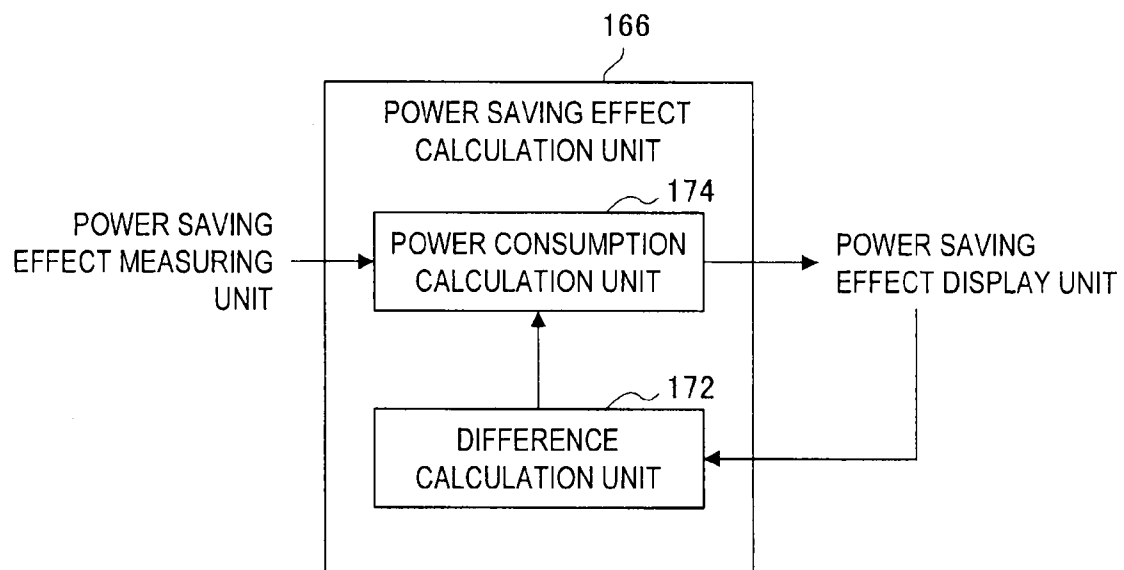 166
POWER SAVING EFFECT
CALCULATION UNIT
174
POWER SAVING
EFFECT MEASURING
UNIT
POWER CONSUMPTION
CALCULATION UNIT
POWER SAVING
EFFECT DISPLAY UNIT
172
DIFFERENCE
CALCULATION UNIT